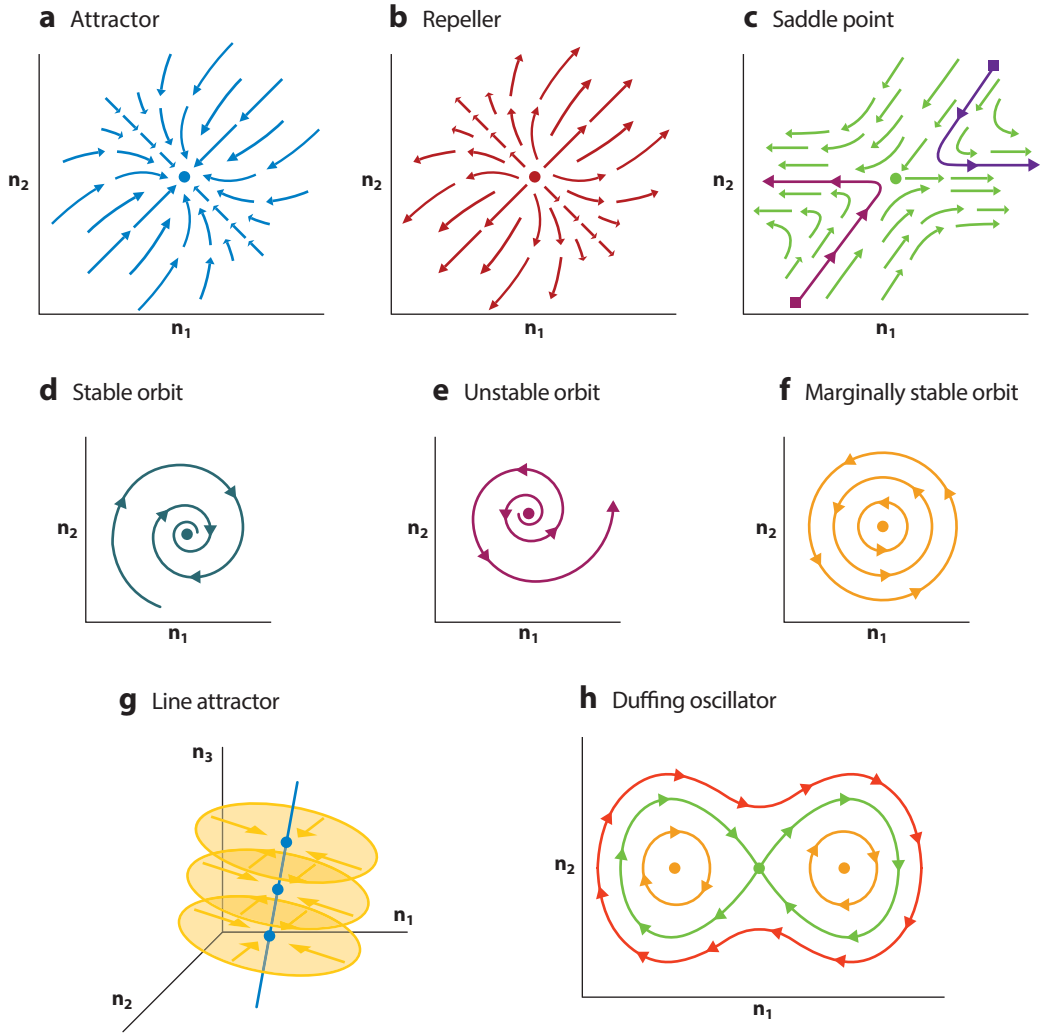 a Attractor
b Repeller
c Saddle point
n2
n1
n2
n1
n2
n1
d Stable orbit
e Unstable orbit
f Marginally stable orbit
n2
n1
n2
n1
n2
n1
g Line attractor
h Duffing oscillator
n3
n1
n2
n2
n1